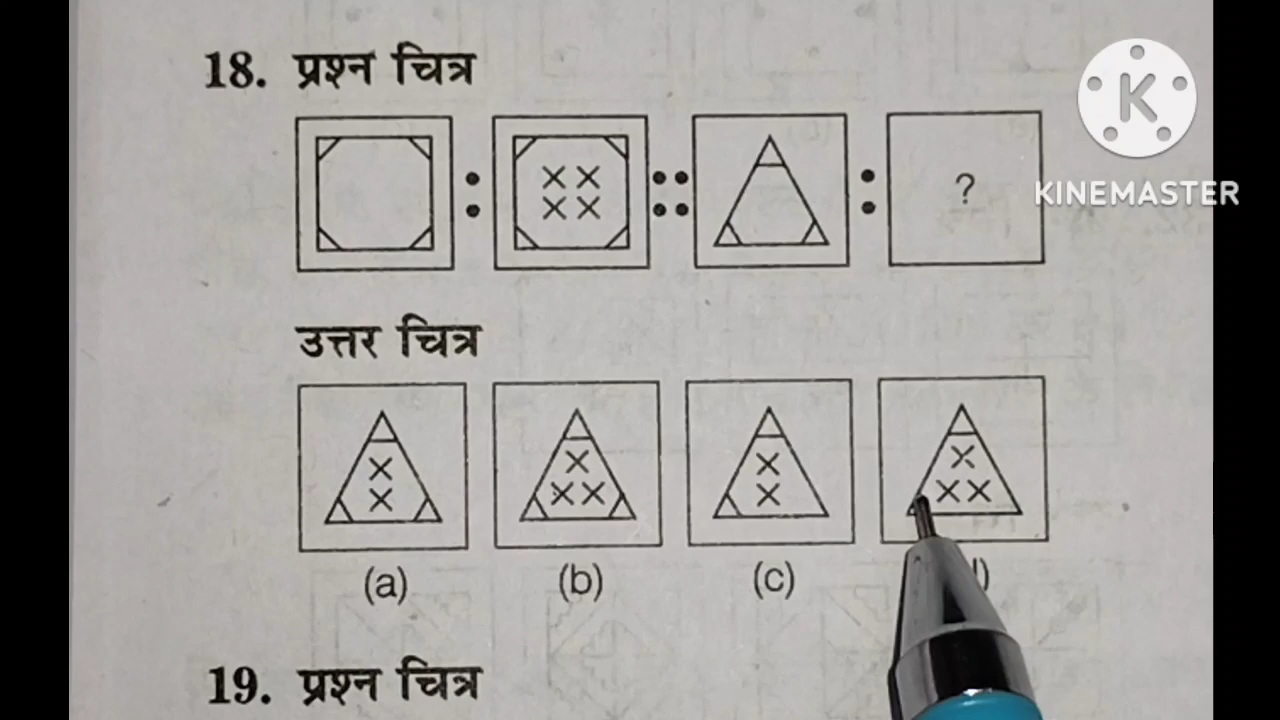 18. प्रश्न चित्र
K
KINEMASTER
?
उत्तर चित्र
(a) (b) (c)
19. प्रश्न चित्र